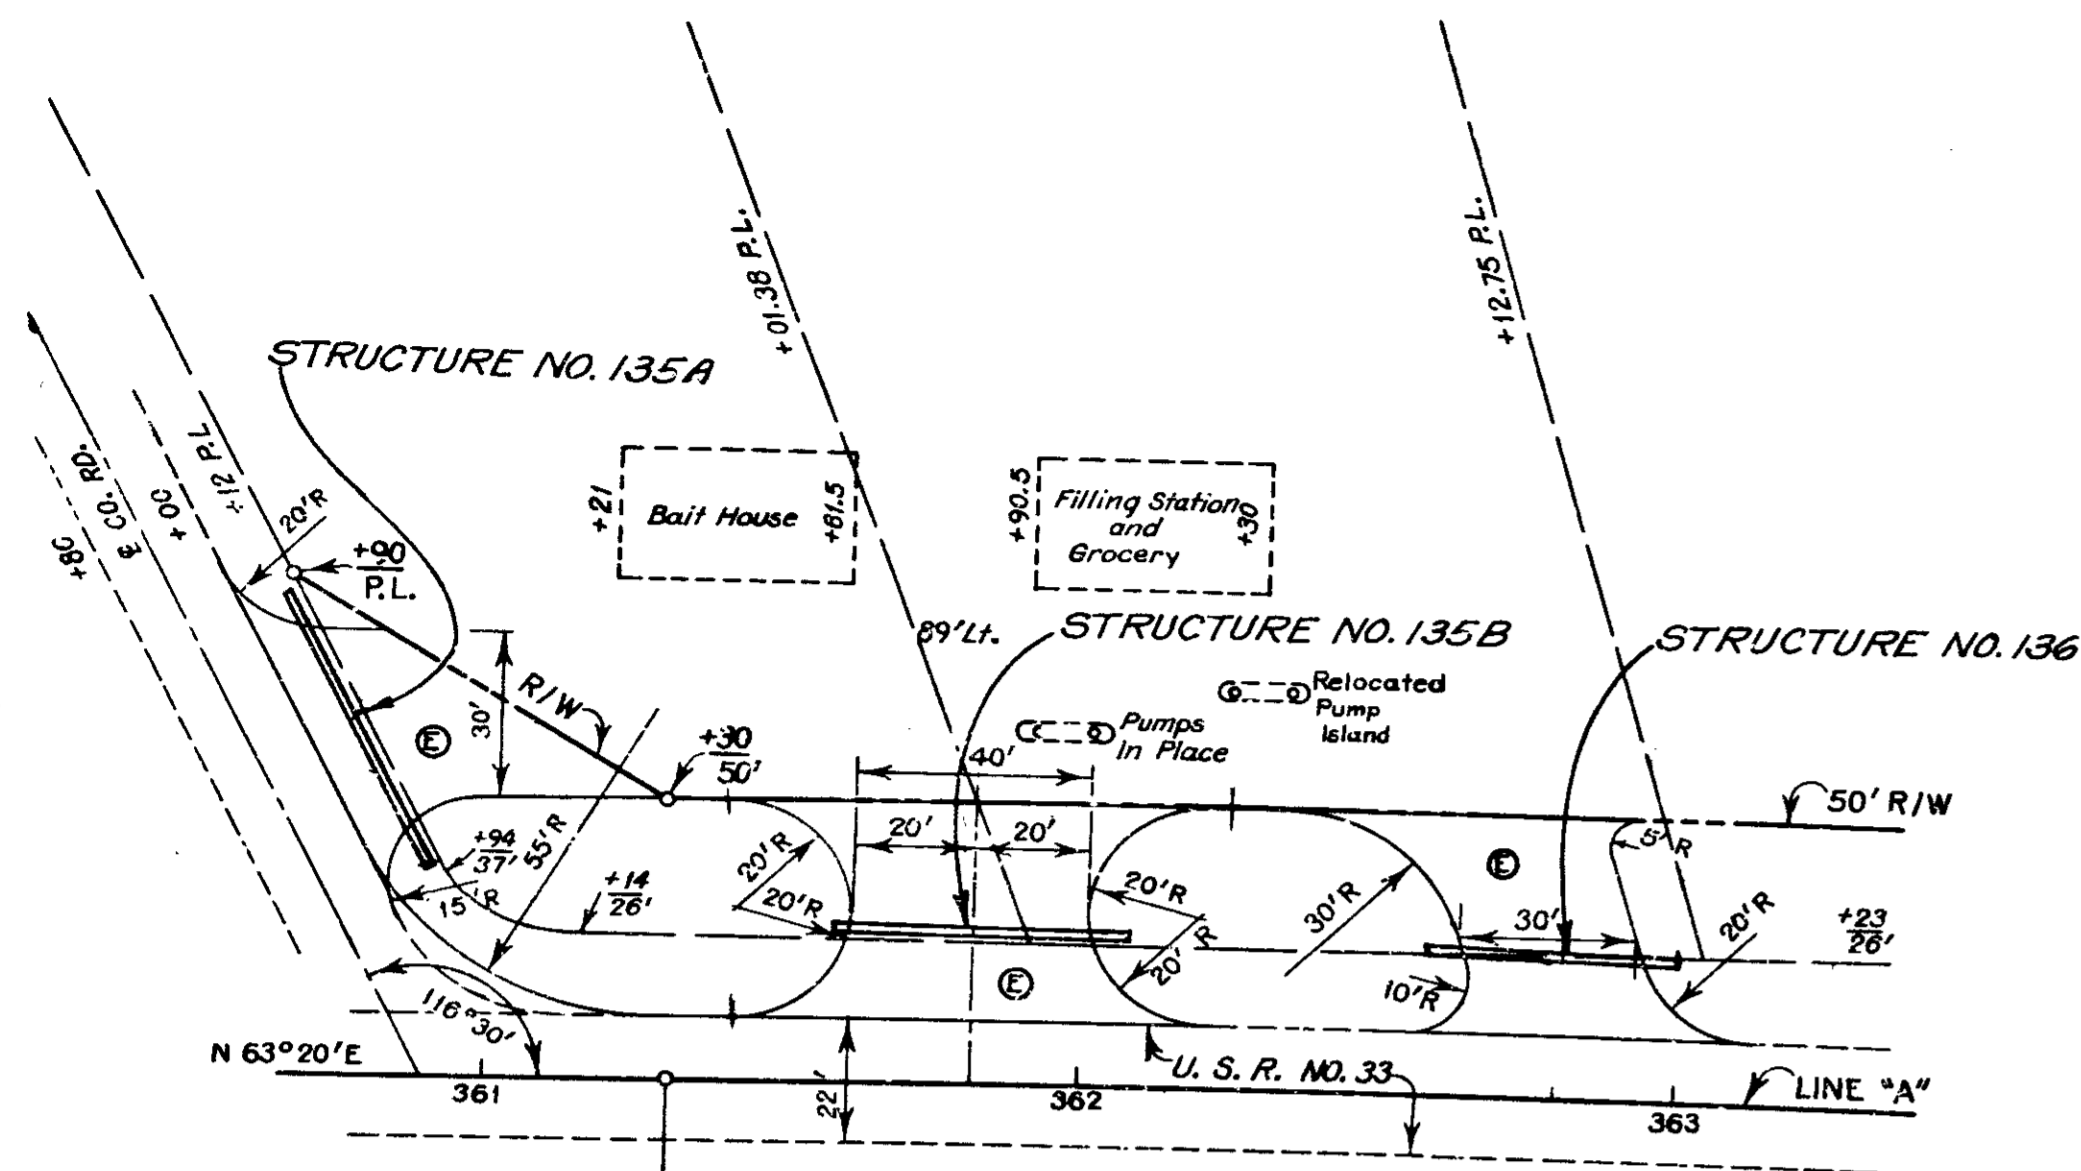 +01.38 P.L.
+12.75 P.L.
STRUCTURE NO. 135A
+80
℄ CO. RD.
+00
+12 P.L.
20'R
+90
P.L.
+21
Bait House
+61.5
+90.5
Filling Station
and
Grocery
+30
89'Lt.
STRUCTURE NO. 135B
STRUCTURE NO. 136
R/W
30'
E
+30
50'
Relocated
Pump
Island
Pumps
In Place
40'
50' R/W
20'
20'
+94
37'
55'R
15'R
+14
26'
20'R
20'R
20'R
20'R
30'R
E
5'R
30'
20'R
+23
26'
10'R
E
116°30'
N 63°20'E
361
22'
362
U. S. R. NO. 33
LINE "A"
363